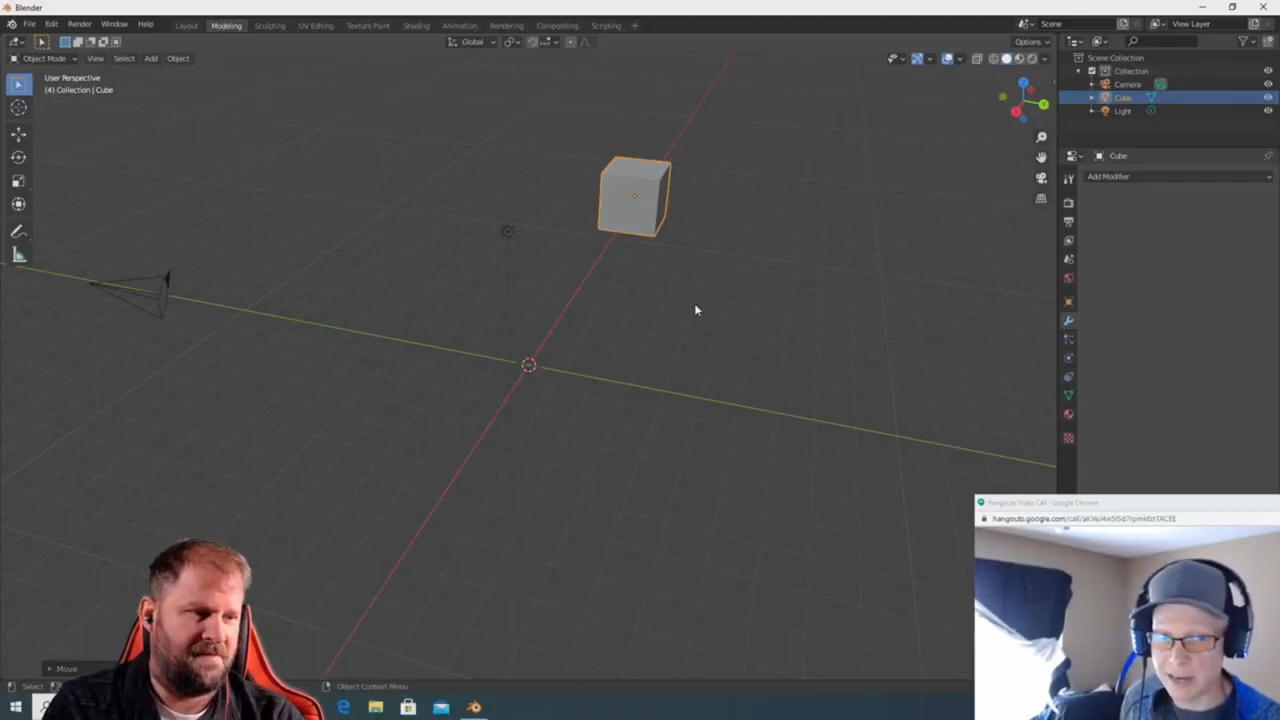 Blender
File Edit Render Window Help Layout Modeling Sculpting UV Editing Texture Paint Shading Animation Rendering Compositing Scripting + Scene View Layer
Global Options
Object Mode View Select Add Object
User Perspective
(4) Collection | Cube
Scene Collection
Collection
Camera
Cube
Light
Cube
Add Modifier
Move
Select
Object Context Menu
Hangouts Video Call - Google Chrome